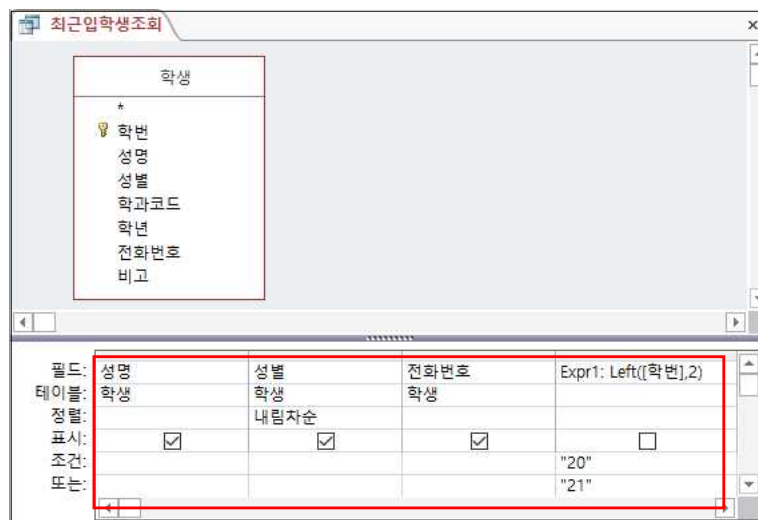 최근입학생조회
학생
*
학번
성명
성별
학과코드
학년
전화번호
비고
필드: 성명 성별 전화번호 Expr1: Left([학번],2)
테이블: 학생 학생 학생
정렬: 내림차순
표시:
조건: "20"
또는: "21"